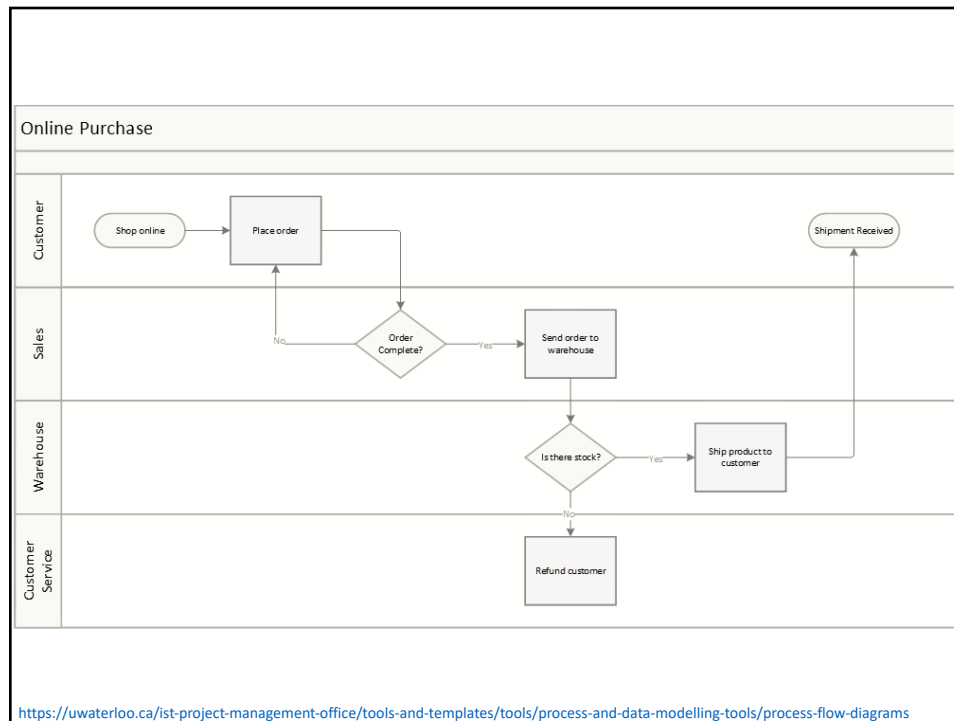 Online Purchase
Customer
Shop online
Place order
Shipment Received
Sales
No
Order
Complete?
Yes
Send order to
warehouse
Warehouse
Is there stock?
Yes
Ship product to
customer
No
Customer
Service
Refund customer
https://uwaterloo.ca/ist-project-management-office/tools-and-templates/tools/process-and-data-modelling-tools/process-flow-diagrams